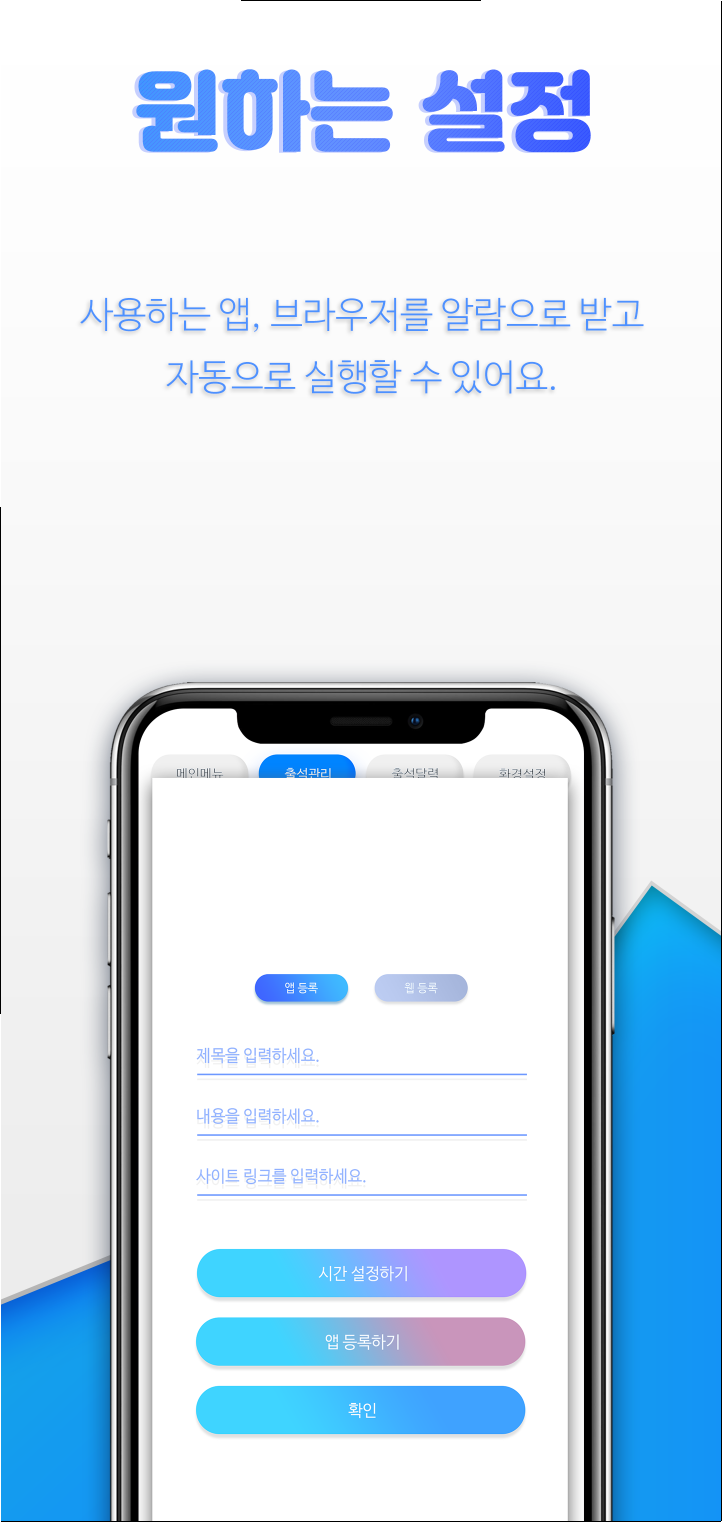 원하는 설정
사용하는 앱, 브라우저를 알람으로 받고
자동으로 실행할 수 있어요.
메인메뉴 출석관리 출석달력 환경설정
앱 등록 웹 등록
제목을 입력하세요.
내용을 입력하세요.
사이트 링크를 입력하세요.
시간 설정하기
앱 등록하기
확인